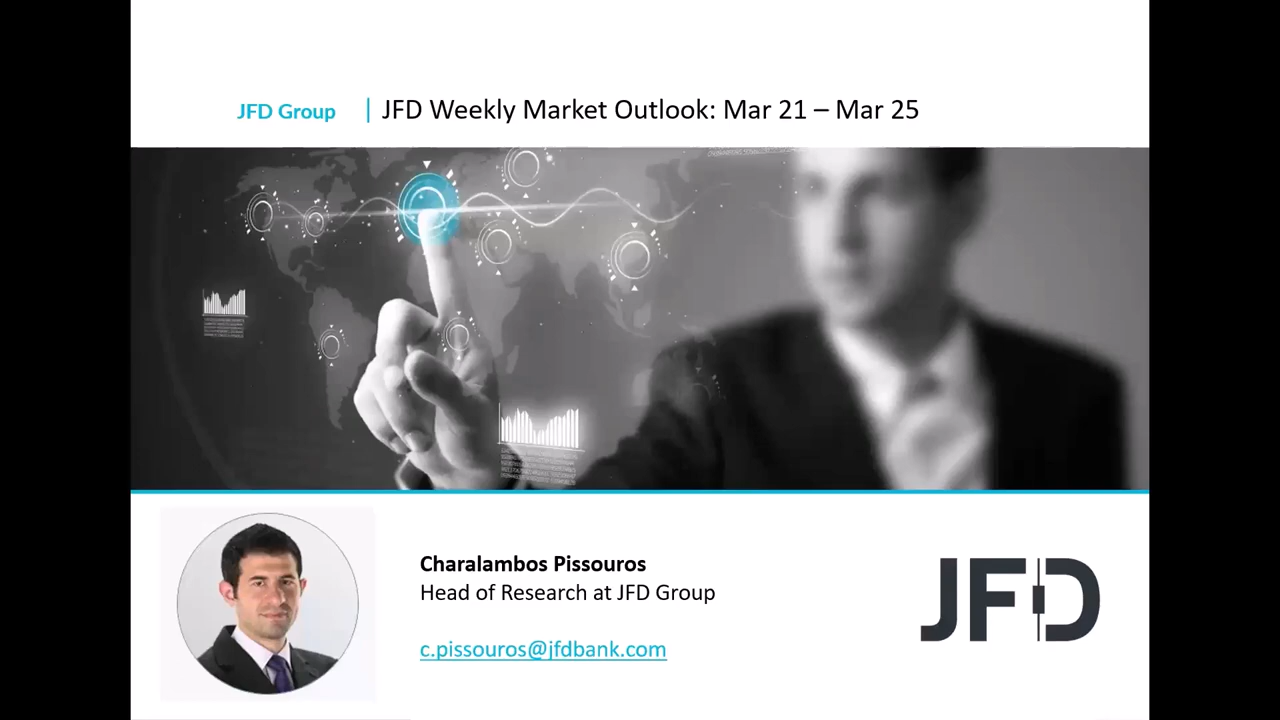 JFD Group | JFD Weekly Market Outlook: Mar 21 – Mar 25
Charalambos Pissouros
Head of Research at JFD Group
c.pissouros@jfdbank.com
JFD